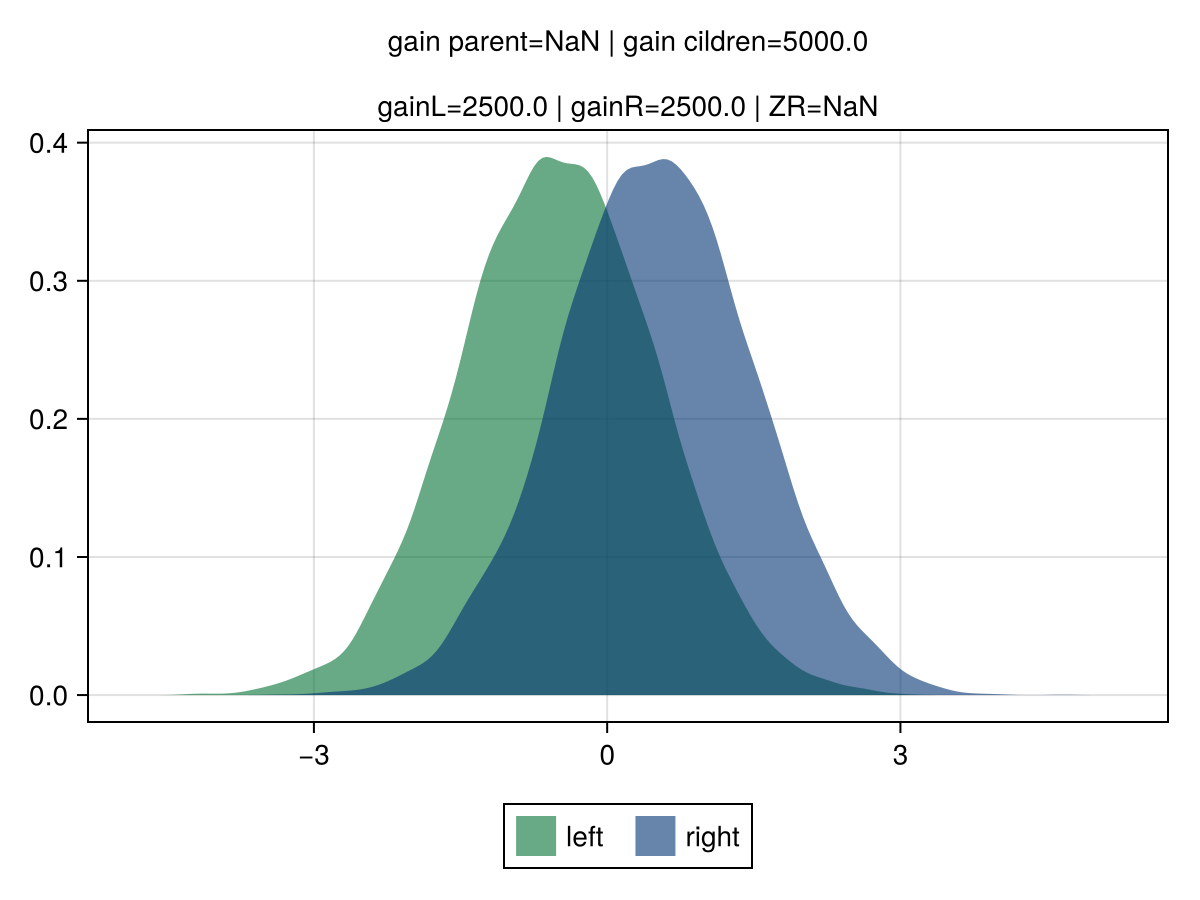 gain parent=NaN | gain cildren=5000.0
gainL=2500.0 | gainR=2500.0 | ZR=NaN
0.4
0.3
0.2
0.1
0.0
−3 0 3
left right